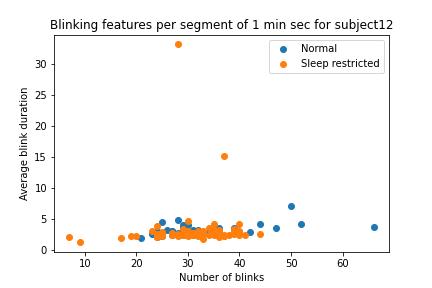 Blinking features per segment of 1 min sec for subject12
Normal
Sleep restricted
Average blink duration
30
25
20
15
10
5
0
10
20
30
40
50
60
Number of blinks